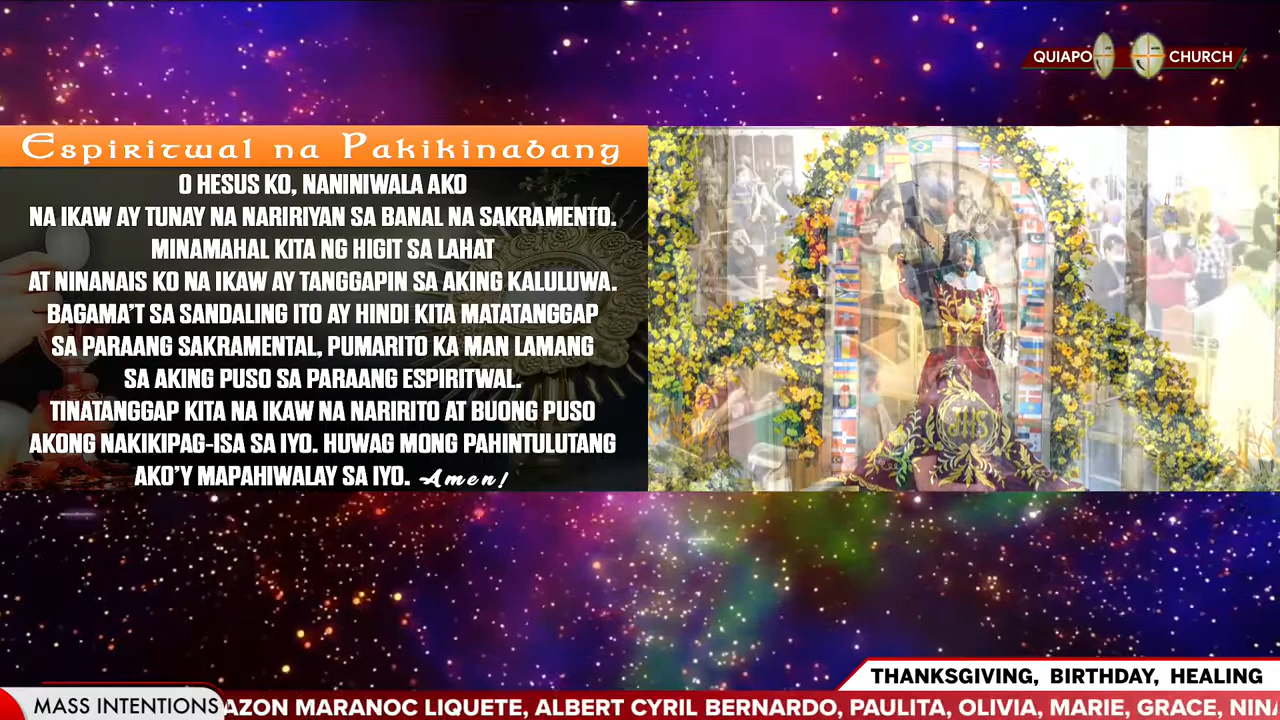 QUIAPO CHURCH
Espiritwal na Pakikinabang
O HESUS KO, NANINIWALA AKO
NA IKAW AY TUNAY NA NARIRIYAN SA BANAL NA SAKRAMENTO.
MINAMAHAL KITA NG HIGIT SA LAHAT
AT NINANAIS KO NA IKAW AY TANGGAPIN SA AKING KALULUWA.
BAGAMA'T SA SANDALING ITO AY HINDI KITA MATATANGGAP
SA PARAANG SAKRAMENTAL, PUMARITO KA MAN LAMANG
SA AKING PUSO SA PARAANG ESPIRITWAL.
TINATANGGAP KITA NA IKAW NA NARIRITO AT BUONG PUSO
AKONG NAKIKIPAG-ISA SA IYO. HUWAG MONG PAHINTULUTANG
AKO'Y MAPAHIWALAY SA IYO. Amen!
JHS
THANKSGIVING, BIRTHDAY, HEALING
MASS INTENTIONS
AZON MARANOC LIQUETE, ALBERT CYRIL BERNARDO, PAULITA, OLIVIA, MARIE, GRACE, NINA